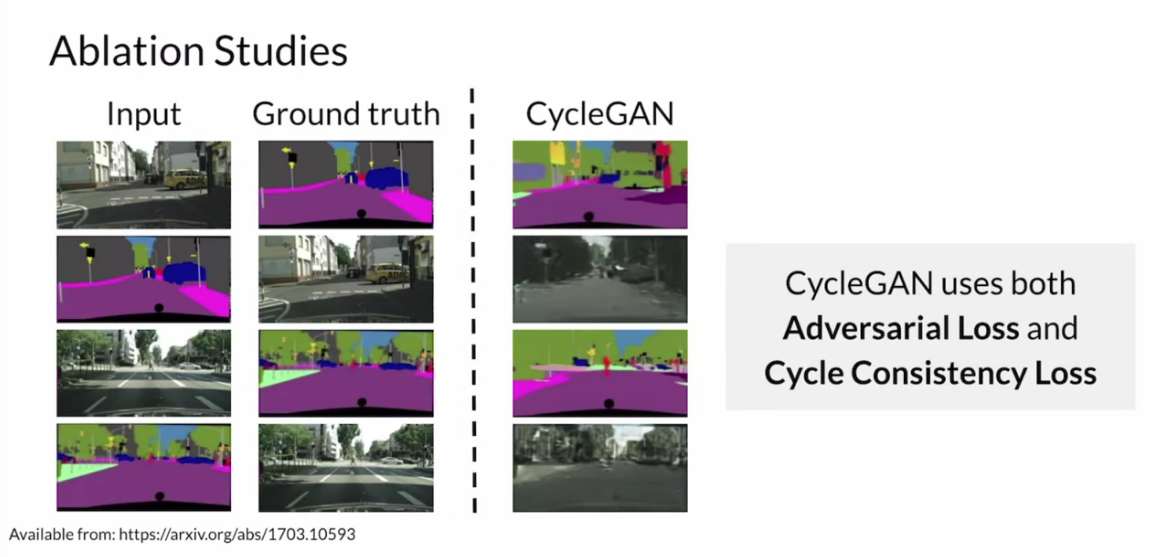 Ablation Studies
Input
Ground truth
CycleGAN
CycleGAN uses both
Adversarial Loss and
Cycle Consistency Loss
Available from: https://arxiv.org/abs/1703.10593